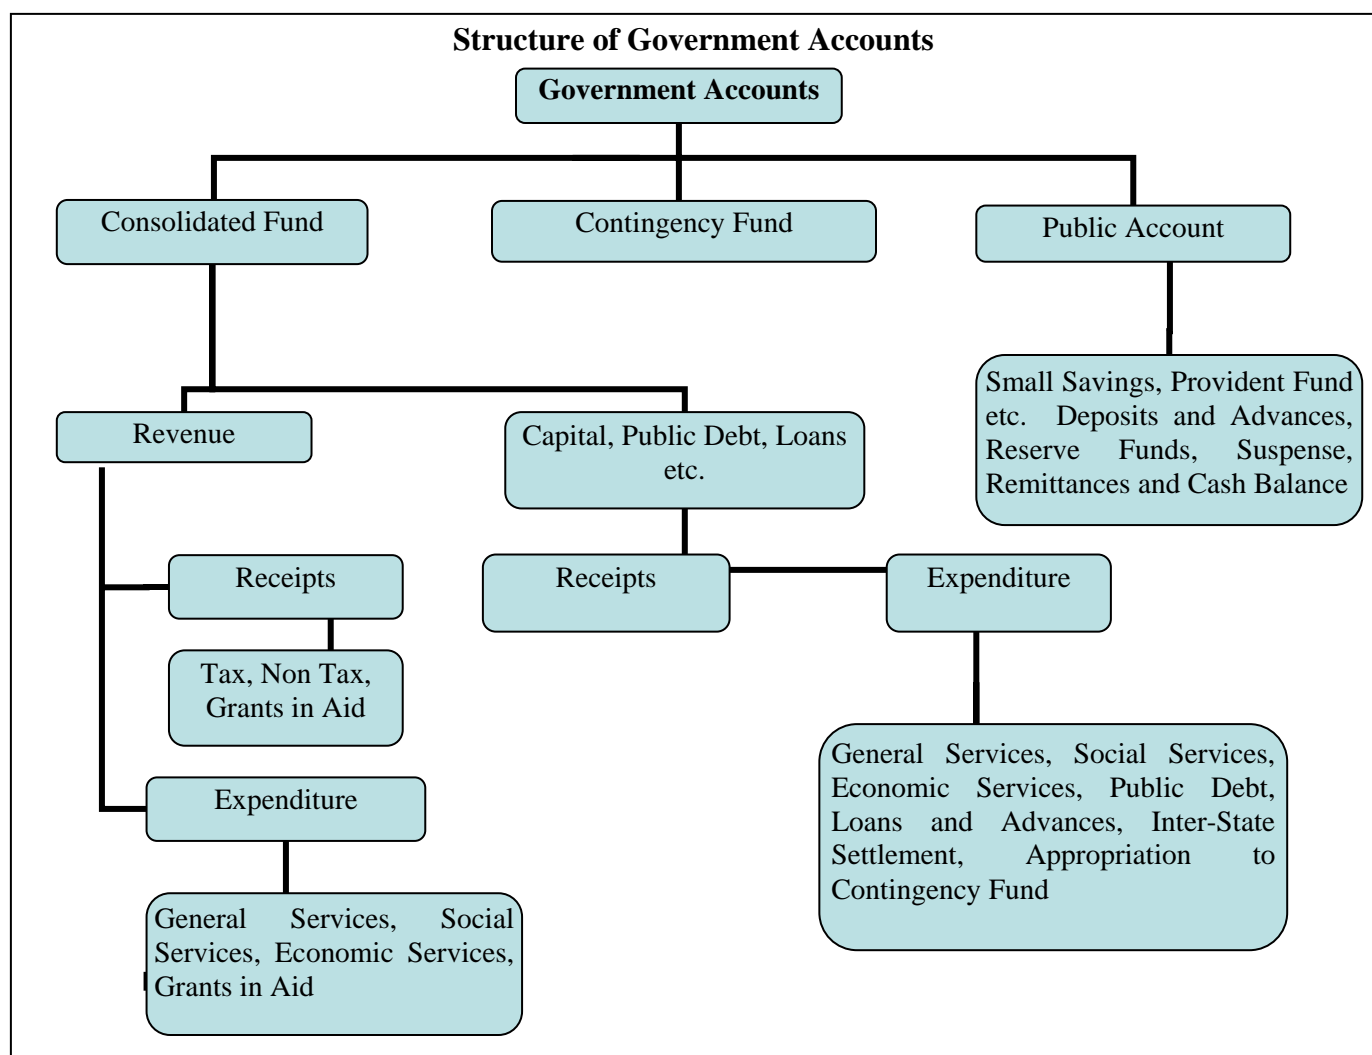 Structure of Government Accounts
Government Accounts
Consolidated Fund
Contingency Fund
Public Account
Small Savings, Provident Fund
etc. Deposits and Advances,
Reserve Funds, Suspense,
Remittances and Cash Balance
Revenue
Capital, Public Debt, Loans
etc.
Receipts
Tax, Non Tax,
Grants in Aid
Expenditure
General Services, Social
Services, Economic Services,
Grants in Aid
Receipts
Expenditure
General Services, Social Services,
Economic Services, Public Debt,
Loans and Advances, Inter-State
Settlement, Appropriation to
Contingency Fund